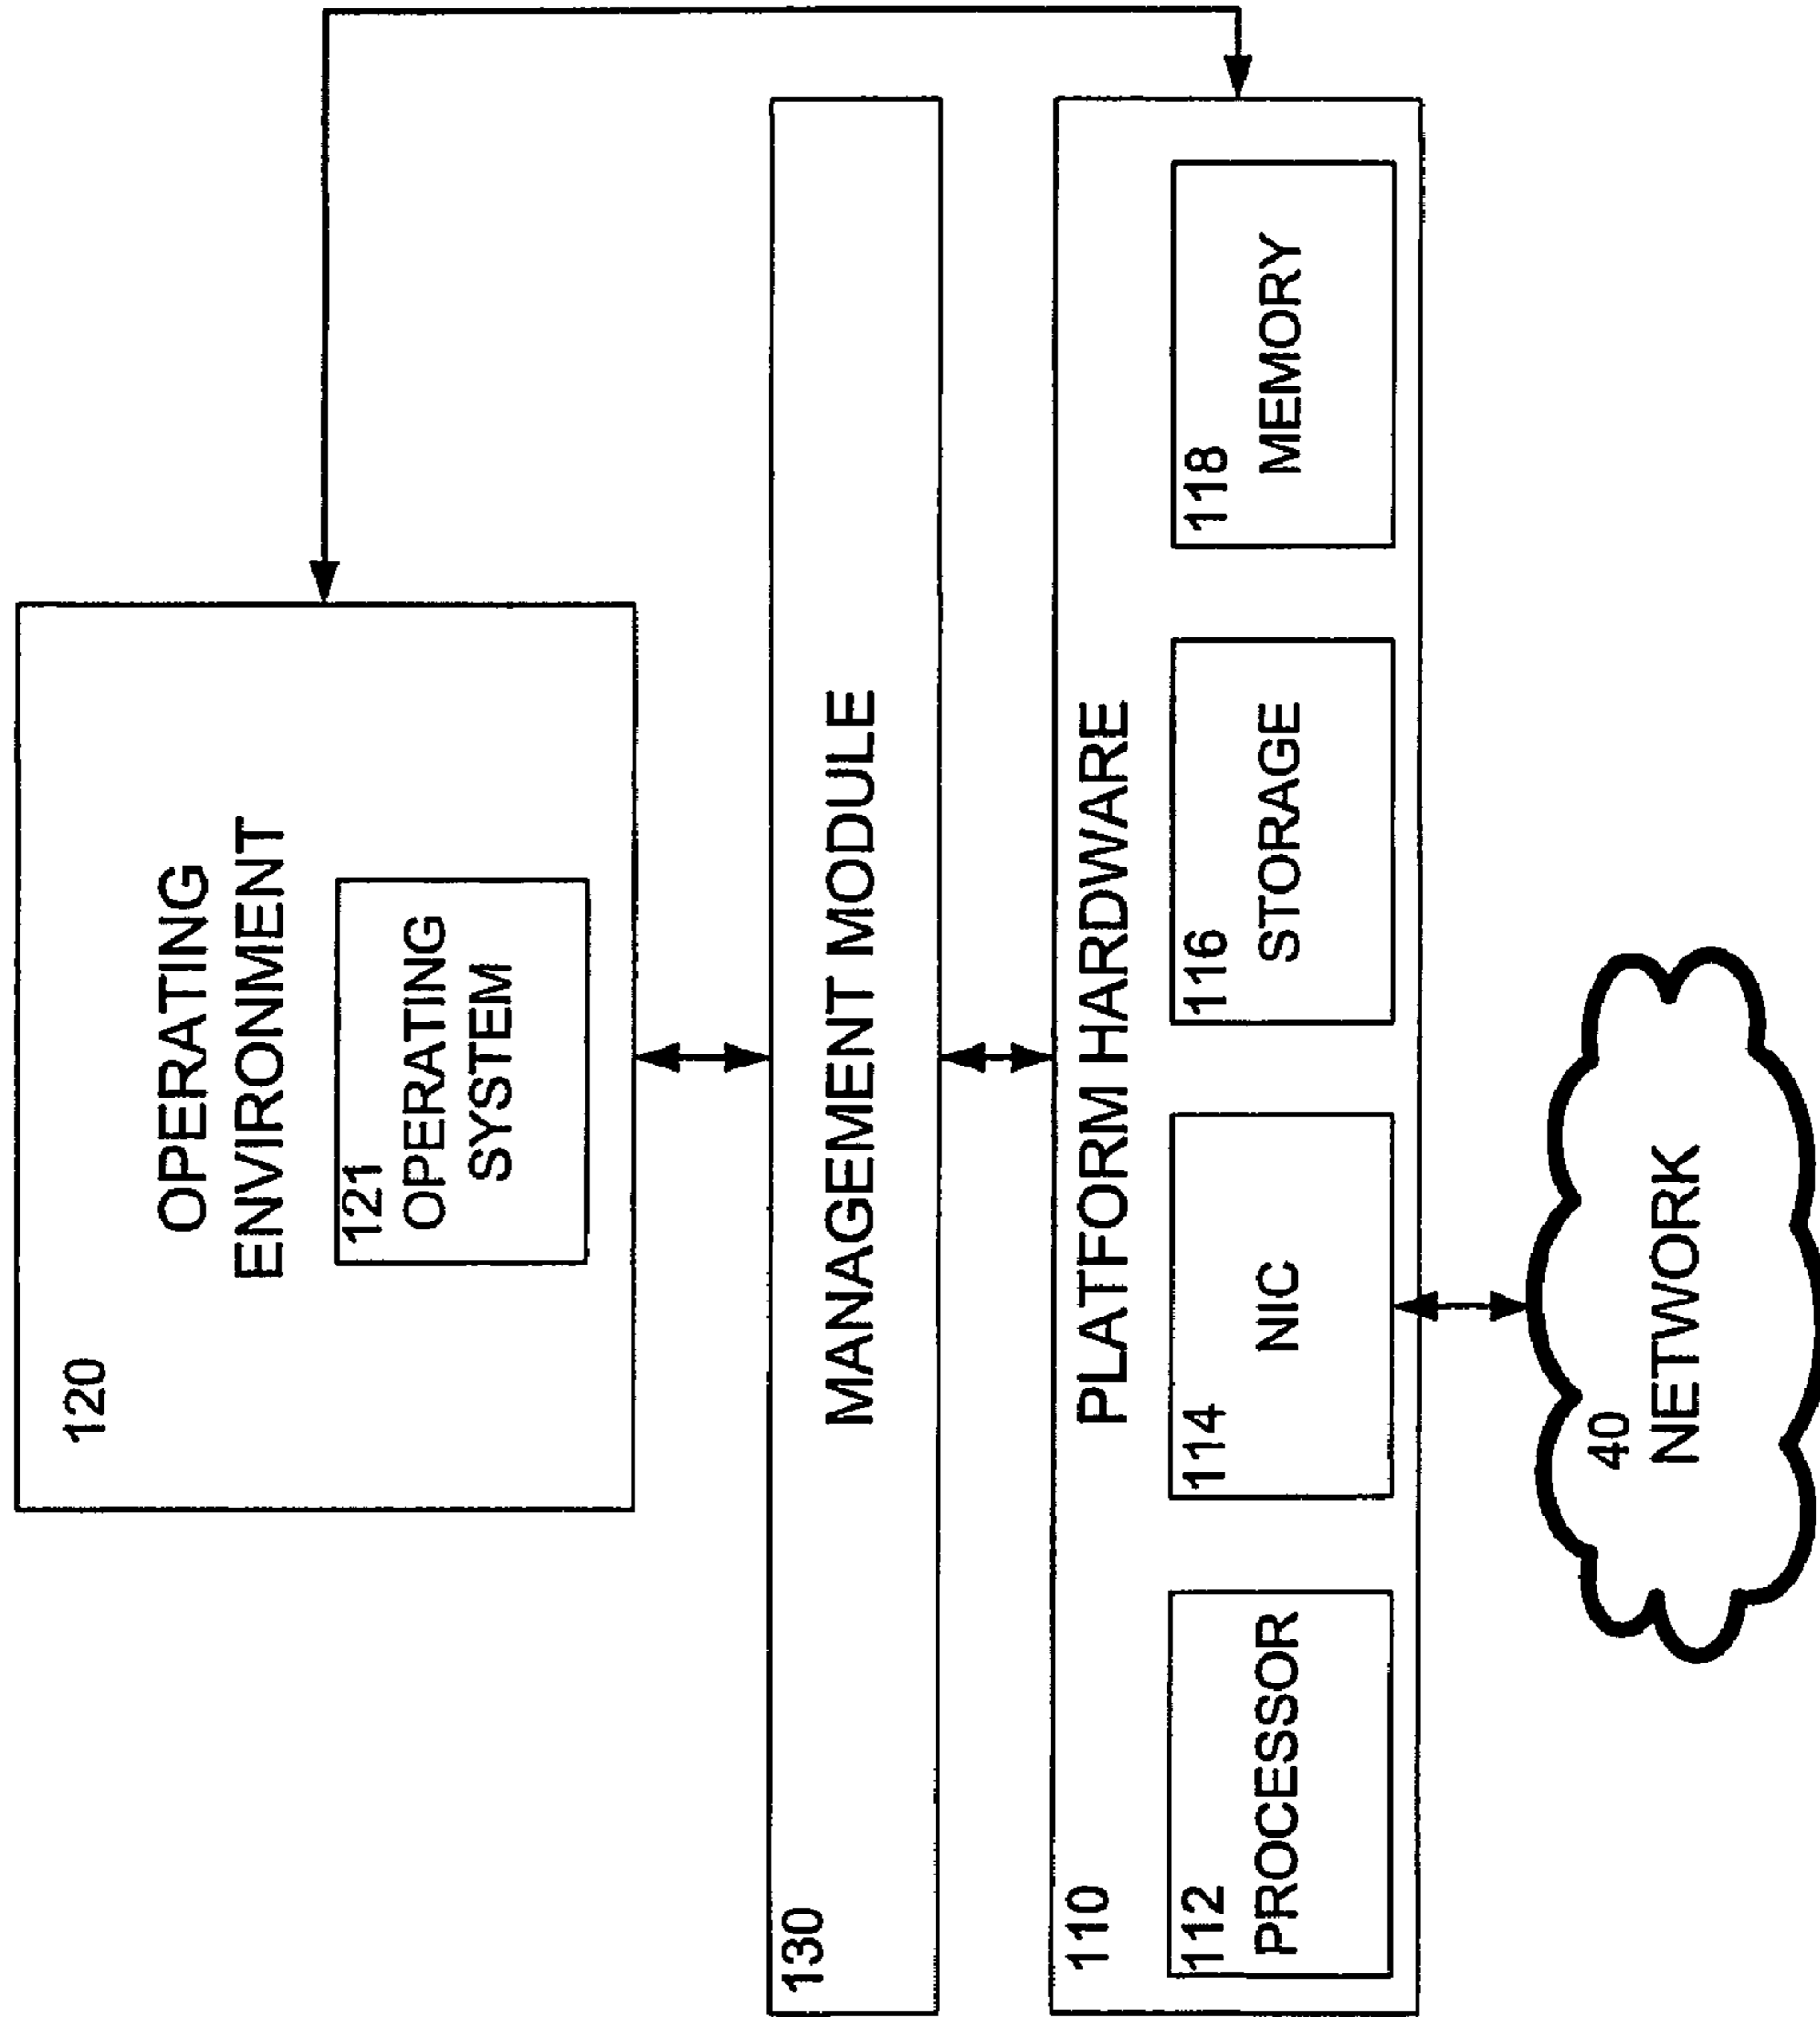 120
OPERATING
ENVIRONMENT
121
OPERATING
SYSTEM
130
MANAGEMENT MODULE
110
PLATFORM HARDWARE
112
PROCESSOR
114
NIC
116
STORAGE
118
MEMORY
40
NETWORK